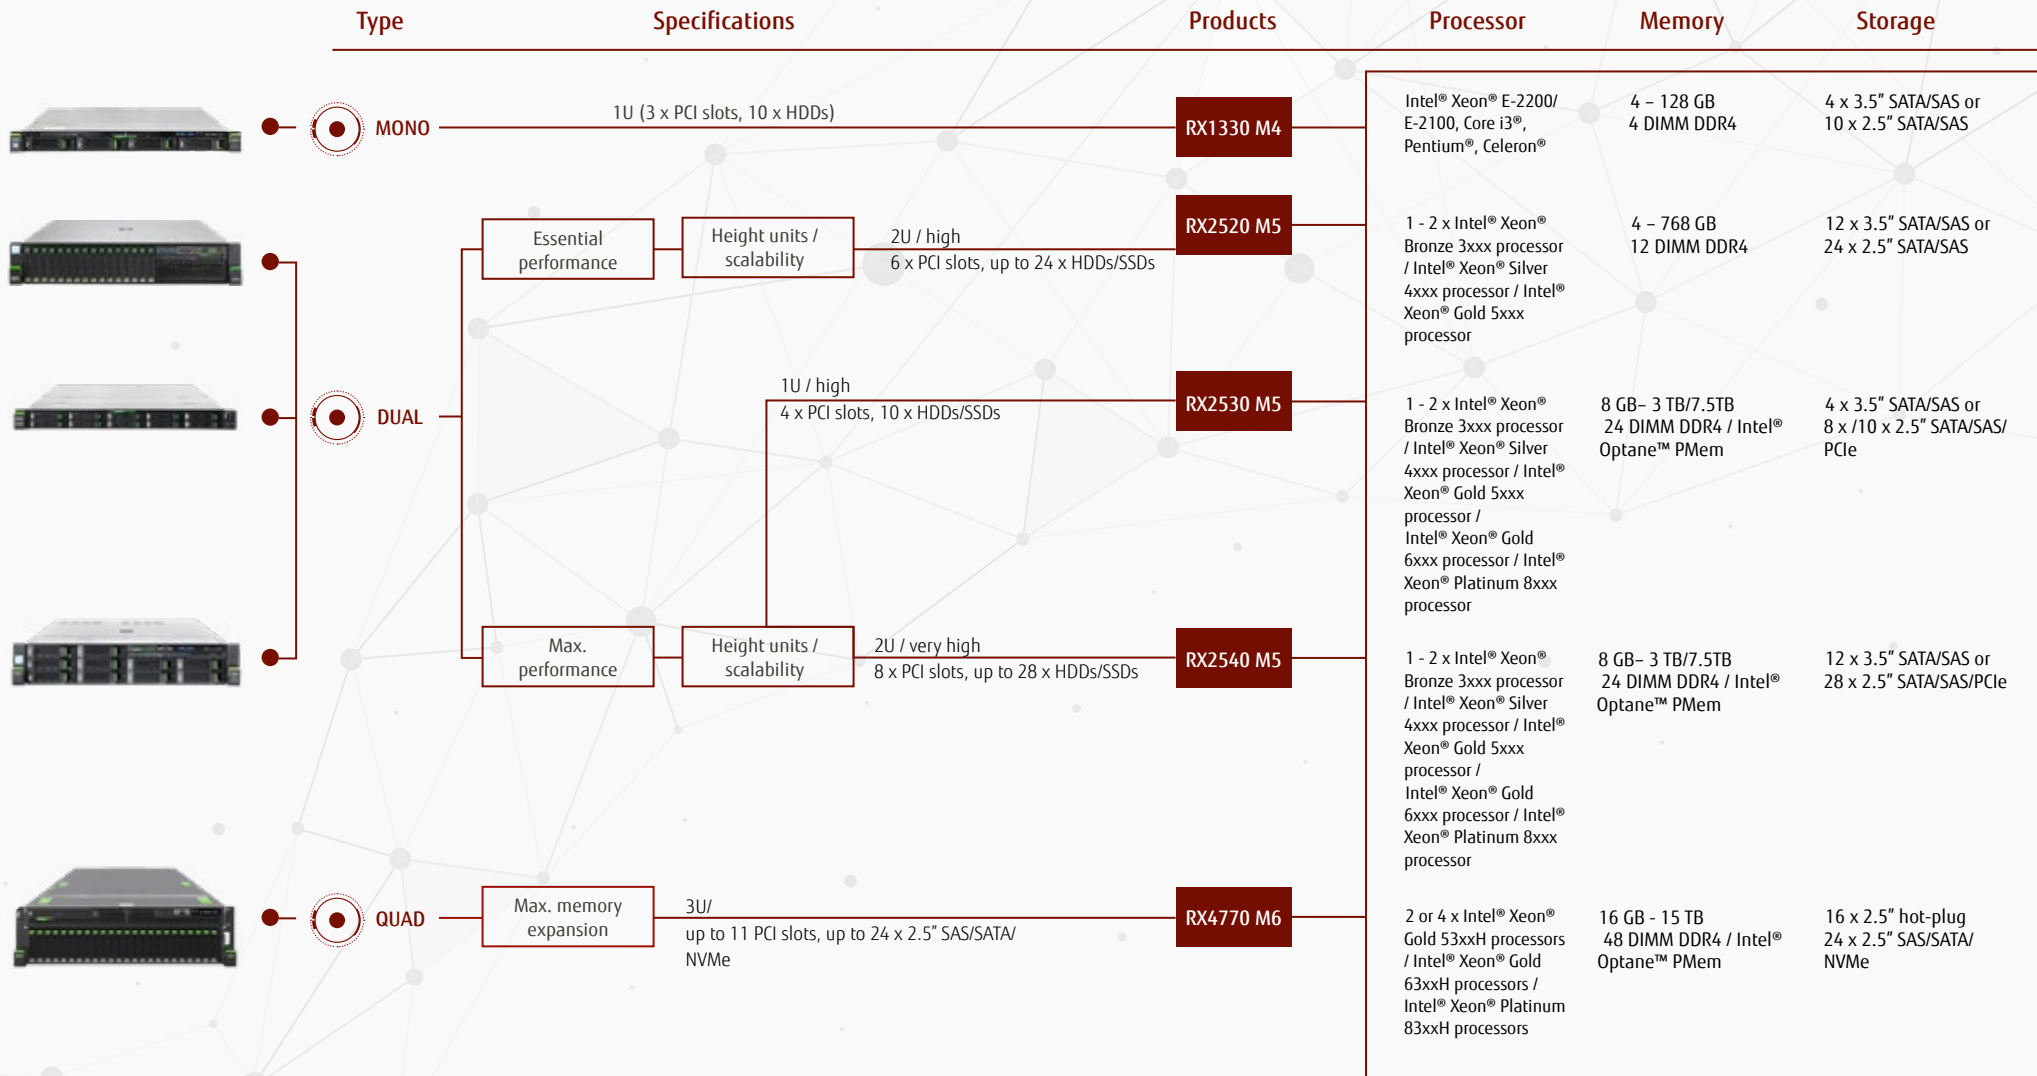 Type
Specifications
Products
Processor
Memory
Storage
MONO
1U (3 x PCI slots, 10 x HDDs)
RX1330 M4
Intel® Xeon® E-2200/
E-2100, Core i3®,
Pentium®, Celeron®
4 – 128 GB
4 DIMM DDR4
4 x 3.5" SATA/SAS or
10 x 2.5" SATA/SAS
DUAL
Essential
performance
Height units /
scalability
2U / high
6 x PCI slots, up to 24 x HDDs/SSDs
RX2520 M5
1 - 2 x Intel® Xeon®
Bronze 3xxx processor
/ Intel® Xeon® Silver
4xxx processor / Intel®
Xeon® Gold 5xxx
processor
4 – 768 GB
12 DIMM DDR4
12 x 3.5" SATA/SAS or
24 x 2.5" SATA/SAS
1U / high
4 x PCI slots, 10 x HDDs/SSDs
RX2530 M5
1 - 2 x Intel® Xeon®
Bronze 3xxx processor
/ Intel® Xeon® Silver
4xxx processor / Intel®
Xeon® Gold 5xxx
processor /
Intel® Xeon® Gold
6xxx processor / Intel®
Xeon® Platinum 8xxx
processor
8 GB– 3 TB/7.5TB
24 DIMM DDR4 / Intel®
Optane™ PMem
4 x 3.5" SATA/SAS or
8 x /10 x 2.5" SATA/SAS/
PCIe
Max.
performance
Height units /
scalability
2U / very high
8 x PCI slots, up to 28 x HDDs/SSDs
RX2540 M5
1 - 2 x Intel® Xeon®
Bronze 3xxx processor
/ Intel® Xeon® Silver
4xxx processor / Intel®
Xeon® Gold 5xxx
processor /
Intel® Xeon® Gold
6xxx processor / Intel®
Xeon® Platinum 8xxx
processor
8 GB– 3 TB/7.5TB
24 DIMM DDR4 / Intel®
Optane™ PMem
12 x 3.5" SATA/SAS or
28 x 2.5" SATA/SAS/PCIe
QUAD
Max. memory
expansion
3U/
up to 11 PCI slots, up to 24 x 2.5" SAS/SATA/
NVMe
RX4770 M6
2 or 4 x Intel® Xeon®
Gold 53xxH processors
/ Intel® Xeon® Gold
63xxH processors /
Intel® Xeon® Platinum
83xxH processors
16 GB - 15 TB
48 DIMM DDR4 / Intel®
Optane™ PMem
16 x 2.5" hot-plug
24 x 2.5" SAS/SATA/
NVMe